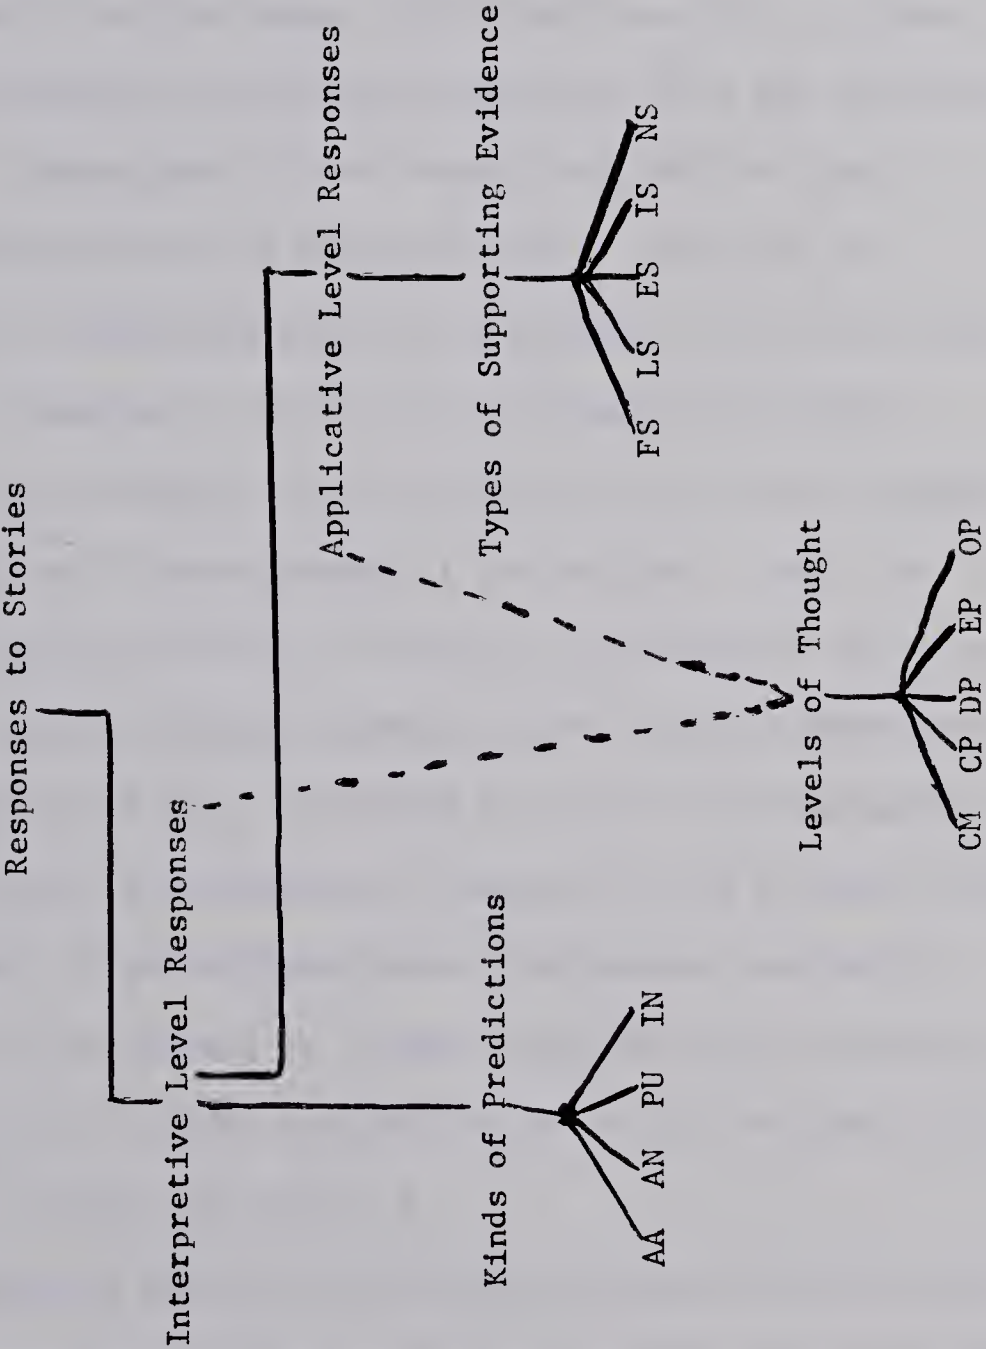 Responses to Stories
Interpretive Level Responses
Applicative Level Responses
Kinds of Predictions
Types of Supporting Evidence
AA AN PU IN
FS LS ES IS NS
Levels of Thought
CM CP DP EP OP